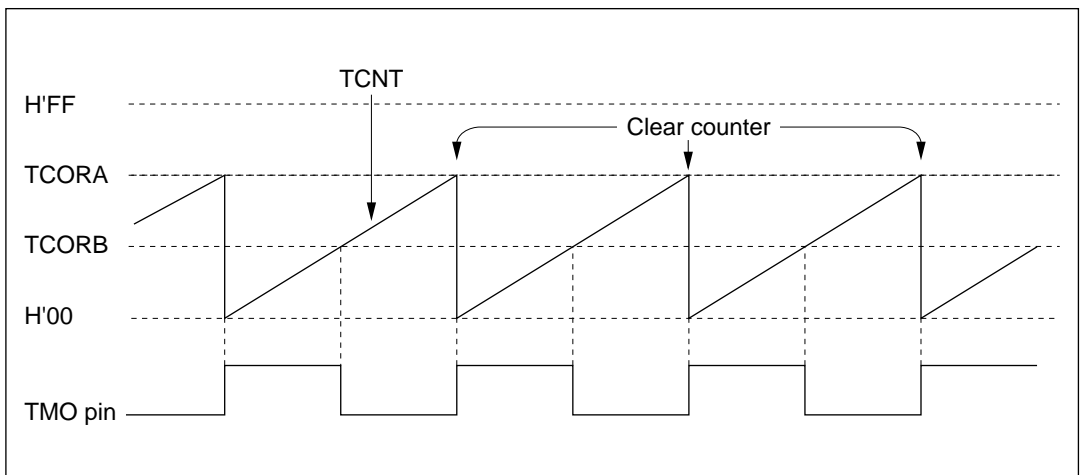 TCNT
H'FF
Clear counter
TCORA
TCORB
H'00
TMO pin